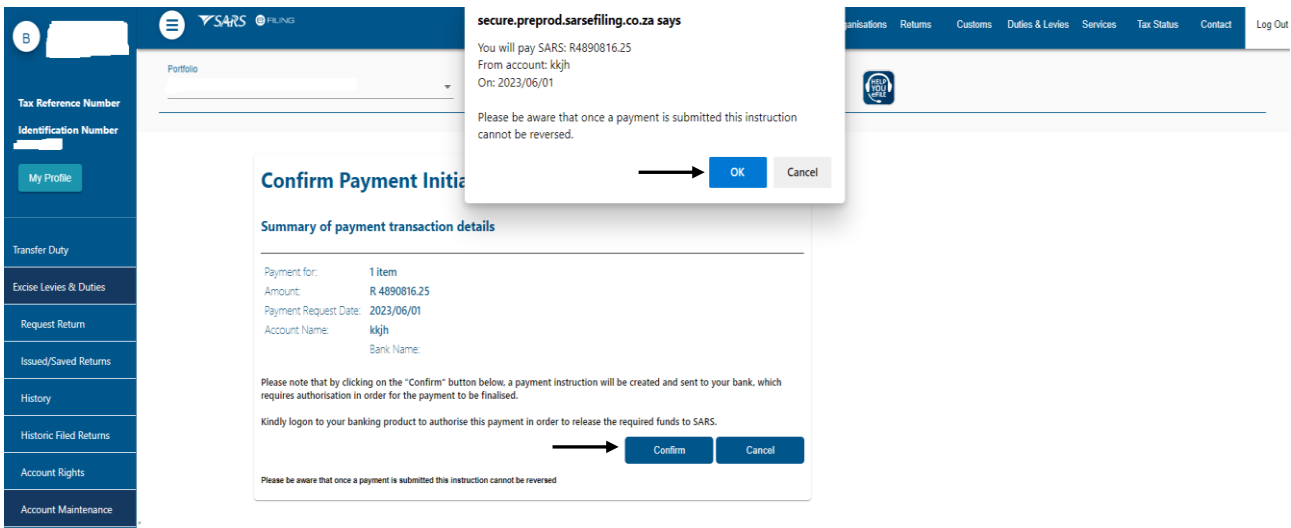 B
Tax Reference Number
Identification Number
My Profile
Transfer Duty
Excise Levies & Duties
Request Return
Issued/Saved Returns
History
Historic Filed Returns
Account Rights
Account Maintenance
SARS eFILING
Returns Customs Duties & Levies Services Tax Status Contact Log Out
Portfolio
HELP
YOU
eFILE
secure.preprod.sarsefiling.co.za says
You will pay SARS: R4890816.25
From account: kkjh
On: 2023/06/01
Please be aware that once a payment is submitted this instruction
cannot be reversed.
OK Cancel
Confirm Payment Initia
Summary of payment transaction details
Payment for: 1 item
Amount: R 4890816.25
Payment Request Date: 2023/06/01
Account Name: kkjh
Bank Name:
Please note that by clicking on the "Confirm" button below, a payment instruction will be created and sent to your bank, which
requires authorisation in order for the payment to be finalised.
Kindly logon to your banking product to authorise this payment in order to release the required funds to SARS.
Confirm Cancel
Please be aware that once a payment is submitted this instruction cannot be reversed